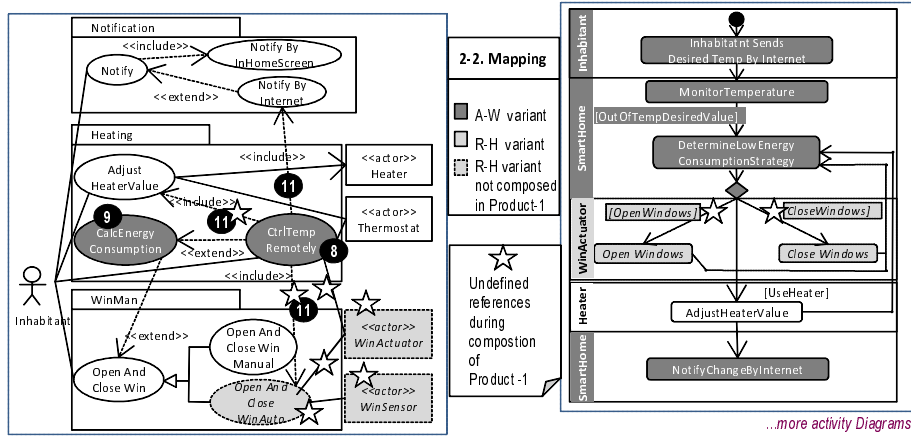 Notification
<<include>>
Notify By
InHomeScreen
Notify
<<extend>>
Notify By
Internet
Heating
Adjust
HeaterValue
<<include>>
<<actor>>
Heater
11
<<include>>
11
<<actor>>
Thermostat
9
CalcEnergy
Consumption
<<extend>>
CtrlTemp
Remotely
8
<<include>>
Inhabitant
WinMan
11
<<extend>>
Open And
Close Win
Manual
<<actor>>
WinActuator
Open And
Close Win
Open And
Close
WinAuto
<<actor>>
WinSensor
2-2. Mapping
A-W variant
R-H variant
R-H variant
not composed
in Product-1
Undefined
references
during
compostion
of
Product -1
Inhabitant
Inhabitatnt Sends
Desired Temp By Internet
SmartHome
MonitorTemperature
[OutOfTempDesiredValue]
DetermineLowEnergy
ConsumptionStrategy
WinActuator
[OpenWindows]
CloseWindows]
Open Windows
Close Windows
Heater
[UseHeater]
AdjustHeaterValue
SmartHome
NotifyChangeByInternet
...more activity Diagrams